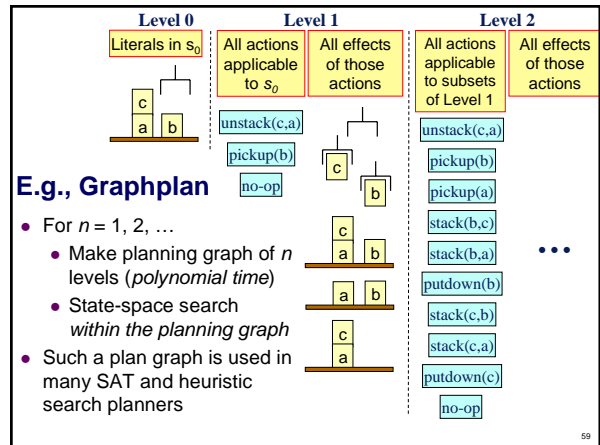 Level 0
Level 1
Level 2
Literals in s0
All actions
applicable
to s0
All effects
of those
actions
All actions
applicable
to subsets
of Level 1
All effects
of those
actions
c
a
b
unstack(c,a)
pickup(b)
no-op
c
b
c
a
b
a
b
c
a
unstack(c,a)
pickup(b)
pickup(a)
stack(b,c)
stack(b,a)
putdown(b)
stack(c,b)
stack(c,a)
putdown(c)
no-op
• • •
E.g., Graphplan
• For n = 1, 2, …
• Make planning graph of n
levels (polynomial time)
• State-space search
within the planning graph
• Such a plan graph is used in
many SAT and heuristic
search planners
59